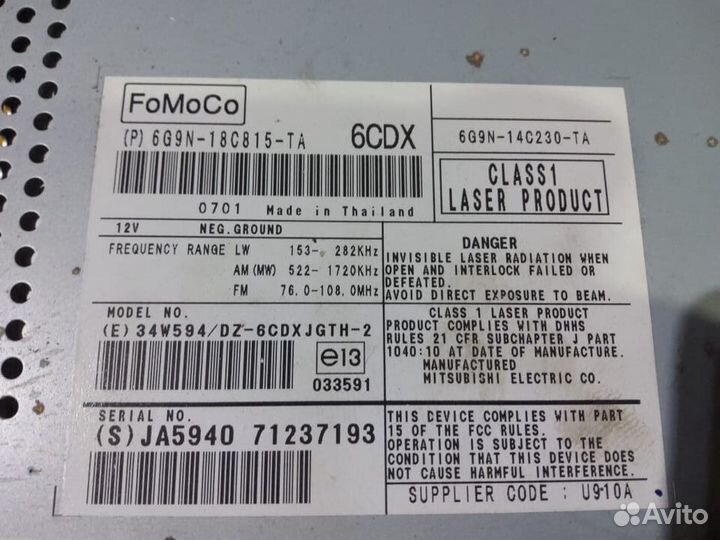 FoMoCo
(P) 6G9N-18C815-TA 6CDX
0701 Made in Thailand
12V NEG.GROUND
FREQUENCY RANGE LW 153- 282KHz
AM (MW) 522- 1720KHz
FM 76.0-108.0MHz
MODEL NO.
(E) 34W594/DZ-6CDXJGTH-2
e13
033591
SERIAL NO.
(S) JA5940 71237193
6G9N-14C230-TA
CLASS1
LASER PRODUCT
DANGER
INVISIBLE LASER RADIATION WHEN
OPEN AND INTERLOCK FAILED OR
DEFEATED.
AVOID DIRECT EXPOSURE TO BEAM.
CLASS 1 LASER PRODUCT
PRODUCT COMPLIES WITH DHHS
RULES 21 CFR SUBCHAPTER J PART
1040:10 AT DATE OF MANUFACTURE.
MANUFACTURED
MITSUBISHI ELECTRIC CO.
THIS DEVICE COMPLIES WITH PART
15 OF THE FCC RULES.
OPERATION IS SUBJECT TO THE
CONDITION THAT THIS DEVICE DOES
NOT CAUSE HARMFUL INTERFERENCE.
SUPPLIER CODE : U910A
Avito